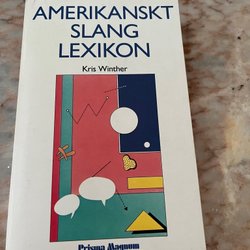 AMERIKANSKT
SLANG
LEXIKON
Kris Winther
Prisma Magnum